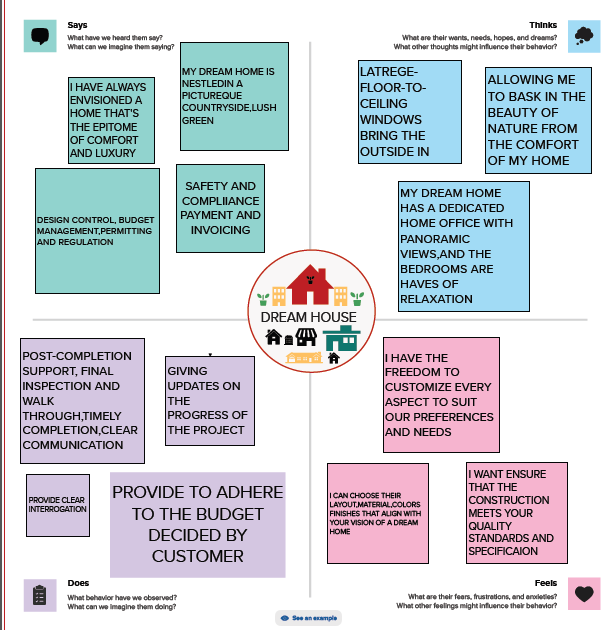 Says
What have we heard them say?
What can we imagine them saying?
Thinks
What are their wants, needs, hopes, and dreams?
What other thoughts might influence their behavior?
I HAVE ALWAYS
ENVISIONED A
HOME THAT'S
THE EPITOME
OF COMFORT
AND LUXURY
MY DREAM HOME IS
NESTLEDIN A
PICTUREQUE
COUNTRYSIDE,LUSH
GREEN
DESIGN CONTROL, BUDGET
MANAGEMENT,PERMITTING
AND REGULATION
SAFETY AND
COMPLIIANCE
PAYMENT AND
INVOICING
LATREGE-
FLOOR-TO-
CEILING
WINDOWS
BRING THE
OUTSIDE IN
ALLOWING ME
TO BASK IN THE
BEAUTY OF
NATURE FROM
THE COMFORT
OF MY HOME
MY DREAM HOME
HAS A DEDICATED
HOME OFFICE WITH
PANORAMIC
VIEWS,AND THE
BEDROOMS ARE
HAVES OF
RELAXATION
DREAM HOUSE
POST-COMPLETION
SUPPORT, FINAL
INSPECTION AND
WALK
THROUGH,TIMELY
COMPLETION,CLEAR
COMMUNICATION
GIVING
UPDATES ON
THE
PROGRESS OF
THE PROJECT
PROVIDE CLEAR
INTERROGATION
PROVIDE TO ADHERE
TO THE BUDGET
DECIDED BY
CUSTOMER
I HAVE THE
FREEDOM TO
CUSTOMIZE EVERY
ASPECT TO SUIT
OUR PREFERENCES
AND NEEDS
I CAN CHOOSE THEIR
LAYOUT,MATERIAL,COLORS
FINISHES THAT ALIGN WITH
YOUR VISION OF A DREAM
HOME
I WANT ENSURE
THAT THE
CONSTRUCTION
MEETS YOUR
QUALITY
STANDARDS AND
SPECIFICAION
Does
What behavior have we observed?
What can we imagine them doing?
Feels
What are their fears, frustrations, and anxieties?
What other feelings might influence their behavior?
See an example